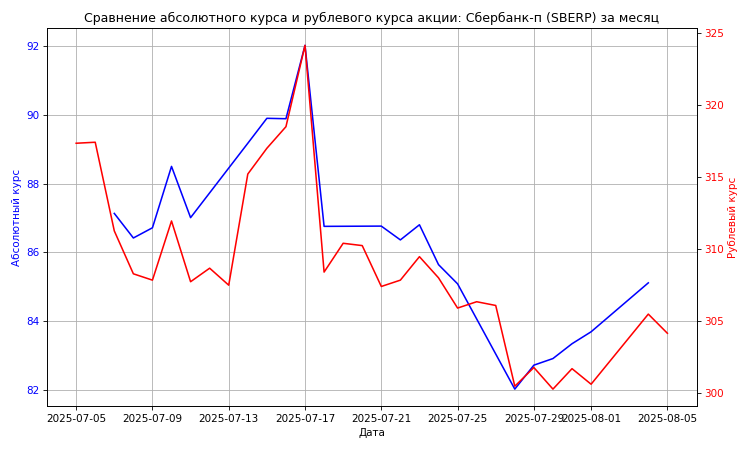 Сравнение абсолютного курса и рублевого курса акции: Сбербанк-п (SBERP) за месяц
Абсолютный курс
92
90
88
86
84
82
325
320
315
310
305
300
Рублевый курс
2025-07-05 2025-07-09 2025-07-13 2025-07-17 2025-07-21 2025-07-25 2025-07-29 2025-08-01 2025-08-05
Дата